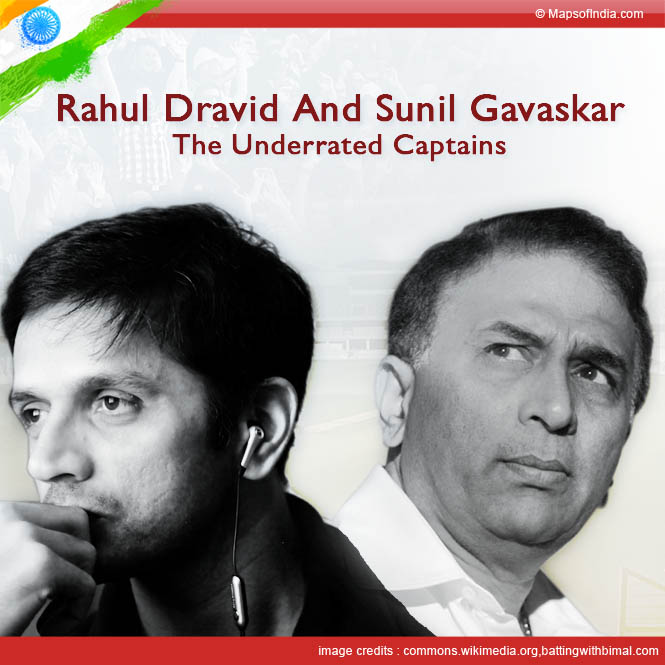 © MapsofIndia.com
Rahul Dravid And Sunil Gavaskar
The Underrated Captains
image credits : commons.wikimedia.org,battingwithbimal.com